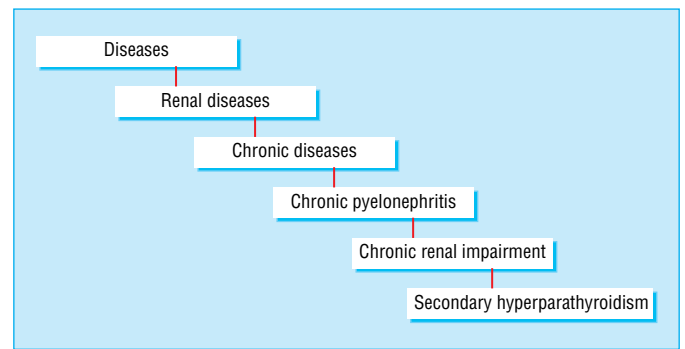 Diseases
Renal diseases
Chronic diseases
Chronic pyelonephritis
Chronic renal impairment
Secondary hyperparathyroidism